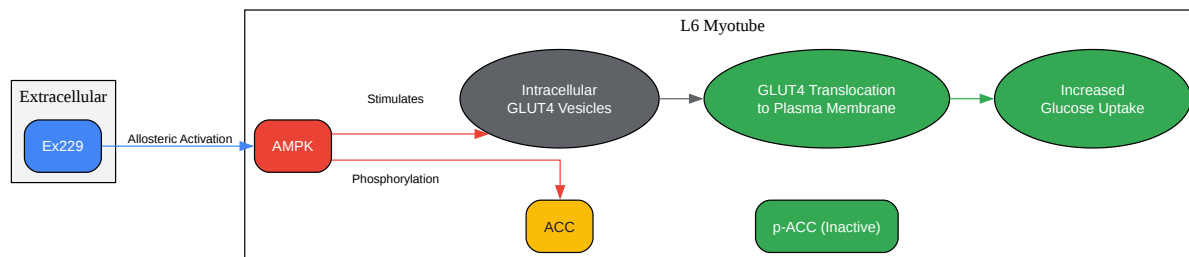 L6 Myotube
Extracellular
Ex229
Allosteric Activation
AMPK
Stimulates
Phosphorylation
Intracellular
GLUT4 Vesicles
GLUT4 Translocation
to Plasma Membrane
Increased
Glucose Uptake
ACC
p-ACC (Inactive)